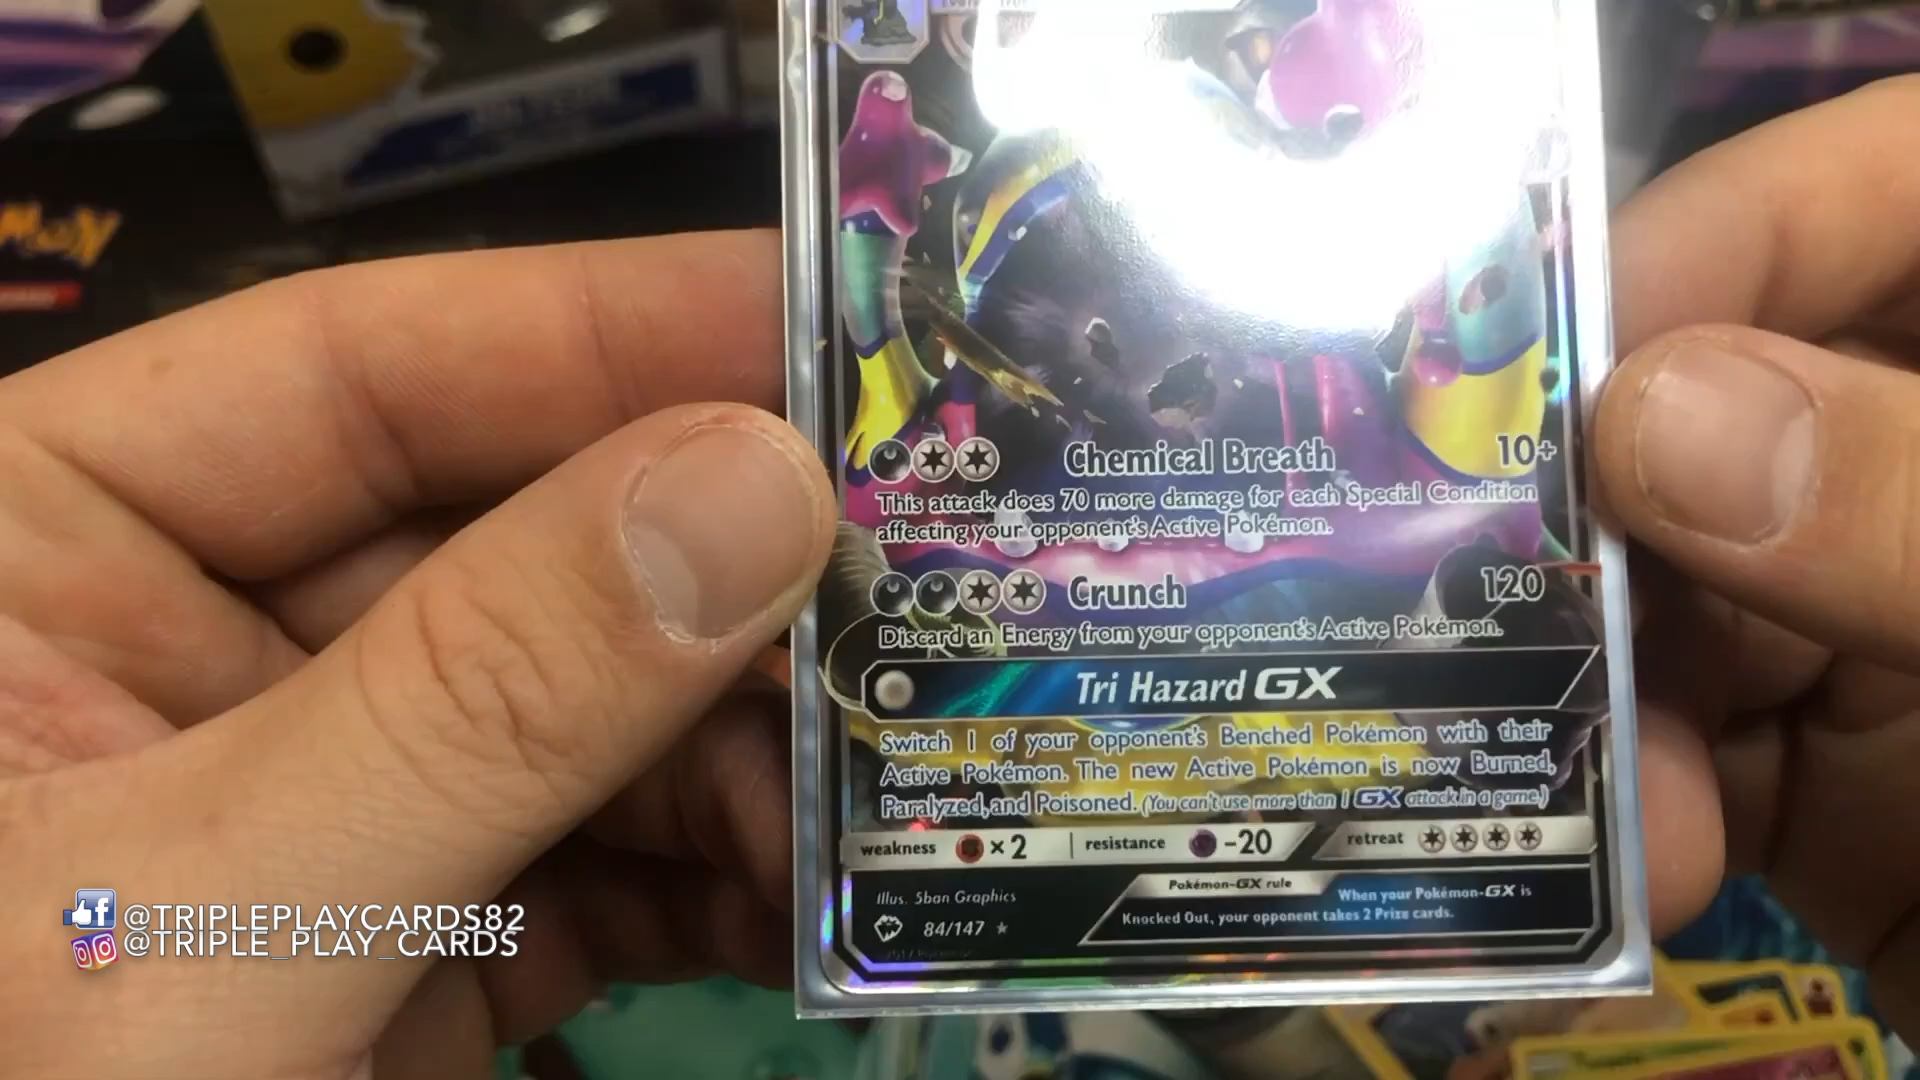 Chemical Breath 10+
This attack does 70 more damage for each Special Condition
affecting your opponent's Active Pokémon.
Crunch 120
Discard an Energy from your opponent's Active Pokémon.
Tri Hazard GX
Switch 1 of your opponent's Benched Pokémon with their
Active Pokémon. The new Active Pokémon is now Burned,
Paralyzed, and Poisoned. (You can't use more than 1 GX attack in a game.)
weakness ×2 resistance -20 retreat
Illus. 5ban Graphics
84/147
Pokémon-GX rule
When your Pokémon-GX is
Knocked Out, your opponent takes 2 Prize cards.
@TRIPLEPLAYCARDS82
@TRIPLE_PLAY_CARDS